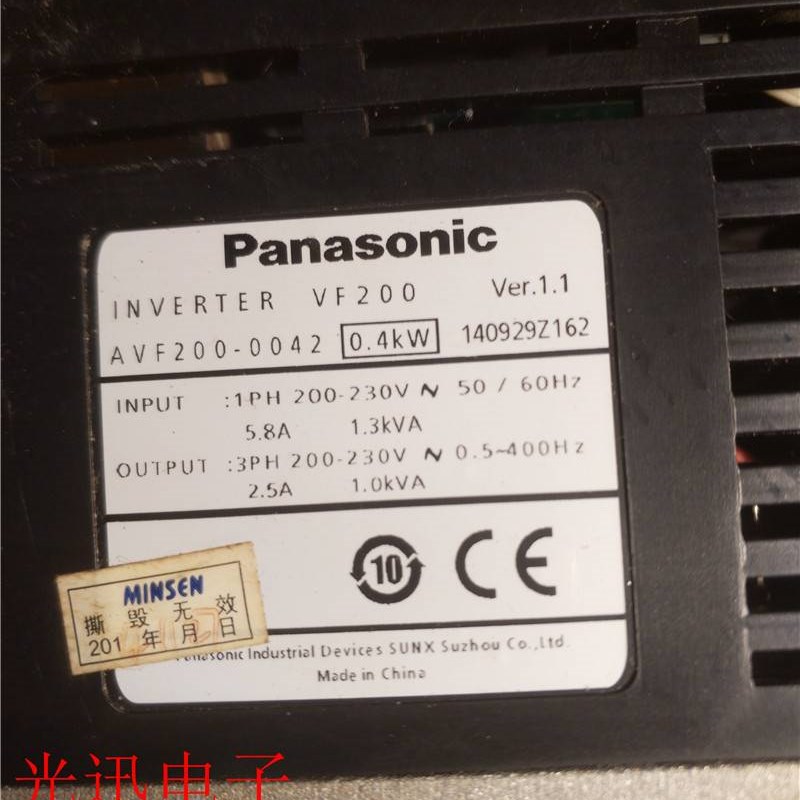 Panasonic
INVERTER VF200 Ver.1.1
AVF200-0042 0.4kW 140929Z162
INPUT :1PH 200-230V ~ 50 / 60Hz
5.8A 1.3kVA
OUTPUT :3PH 200-230V ~ 0.5~400Hz
2.5A 1.0kVA
10 CE
MINSEN
撕毁无效
201 年 月 日
Panasonic Industrial Devices SUNX Suzhou Co.,Ltd.
Made in China
光迅电子